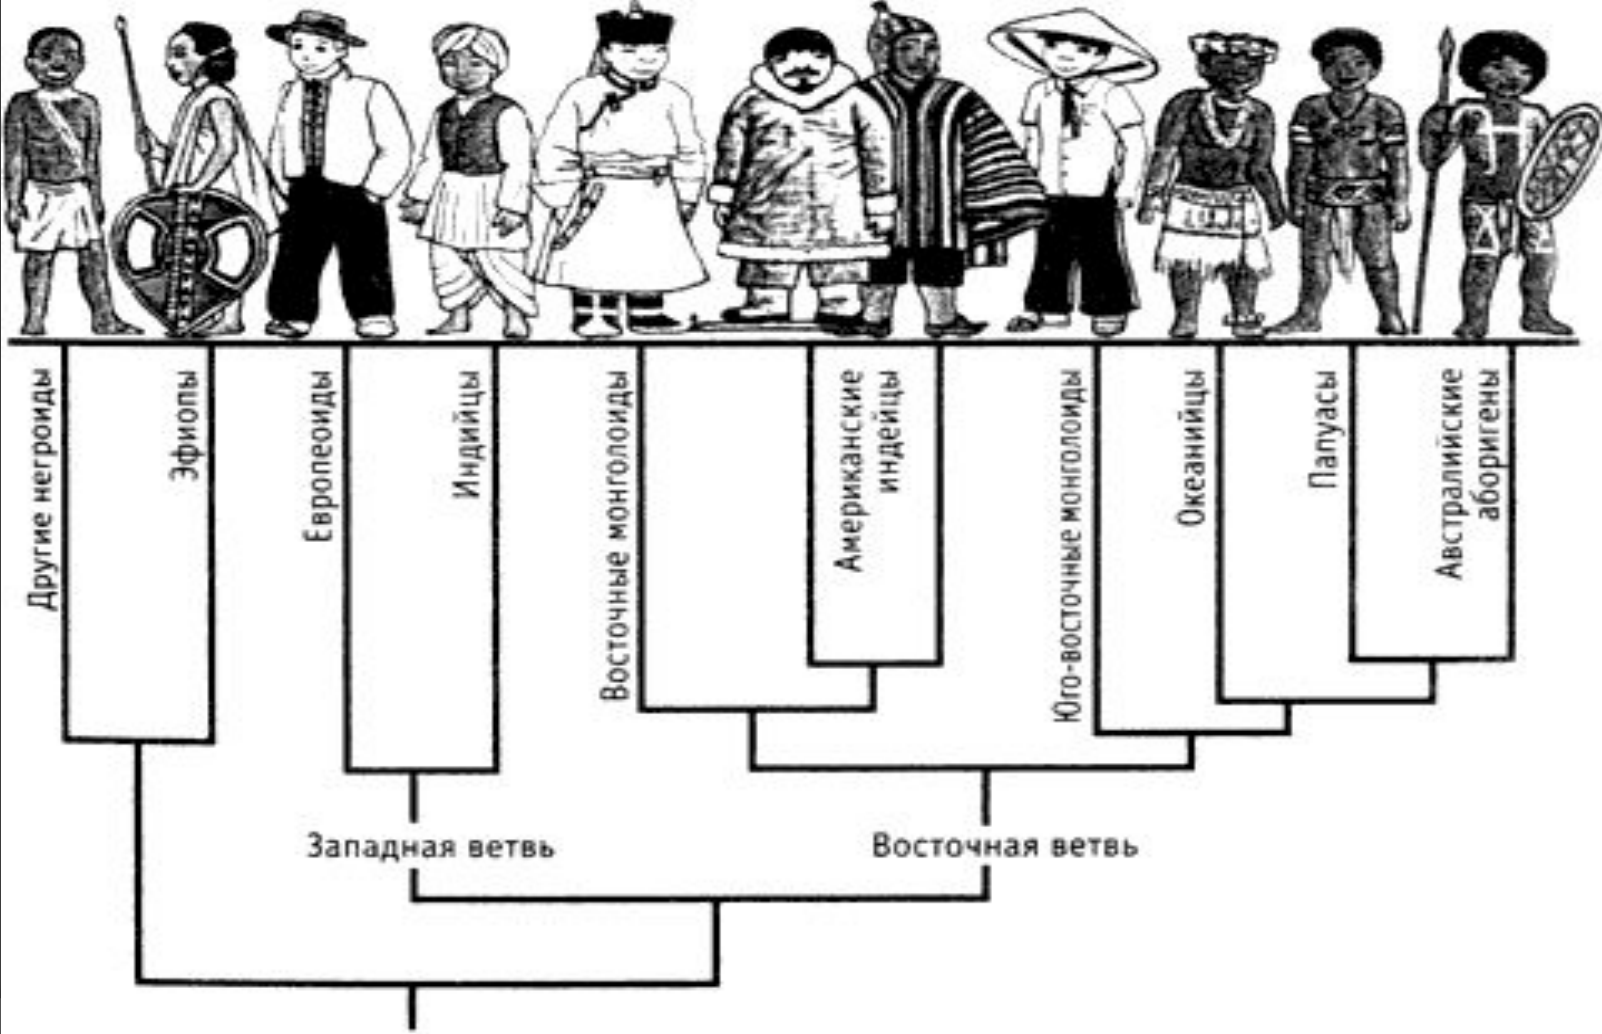 Другие негроиды
Эфиопы
Европеоиды
Индийцы
Восточные монголоиды
Американские
индейцы
Юго-восточные монголоиды
Океанийцы
Папуасы
Австралийские
аборигены
Западная ветвь
Восточная ветвь